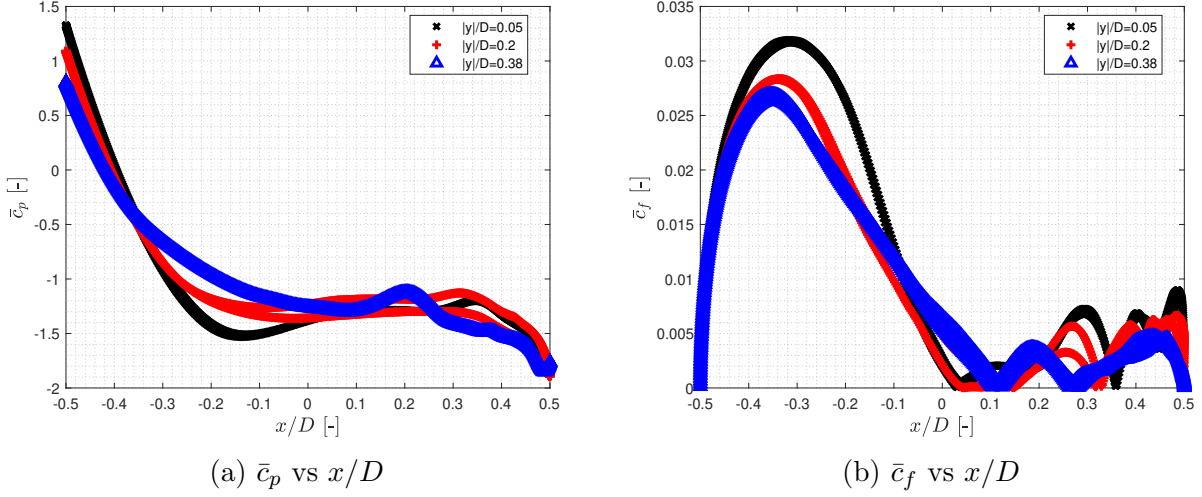 1.5
1
0.5
0
-0.5
-1
-1.5
-2
c̄_p [-]
-0.5 -0.4 -0.3 -0.2 -0.1 0 0.1 0.2 0.3 0.4 0.5
x/D [-]
|y|/D=0.05
|y|/D=0.2
|y|/D=0.38
(a) c̄_p vs x/D
0.035
0.03
0.025
0.02
0.015
0.01
0.005
0
c̄_f [-]
-0.5 -0.4 -0.3 -0.2 -0.1 0 0.1 0.2 0.3 0.4 0.5
x/D [-]
|y|/D=0.05
|y|/D=0.2
|y|/D=0.38
(b) c̄_f vs x/D